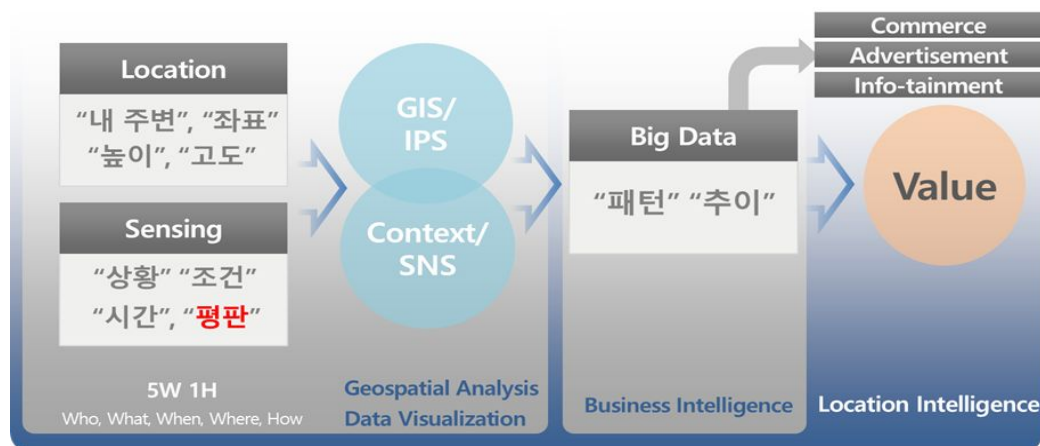 Location
“내 주변”, “좌표”
“높이”, “고도”
Sensing
“상황” “조건”
“시간”, “평판”
5W 1H
Who, What, When, Where, How
GIS/
IPS
Context/
SNS
Geospatial Analysis
Data Visualization
Big Data
“패턴” “추이”
Business Intelligence
Commerce
Advertisement
Info-tainment
Value
Location Intelligence